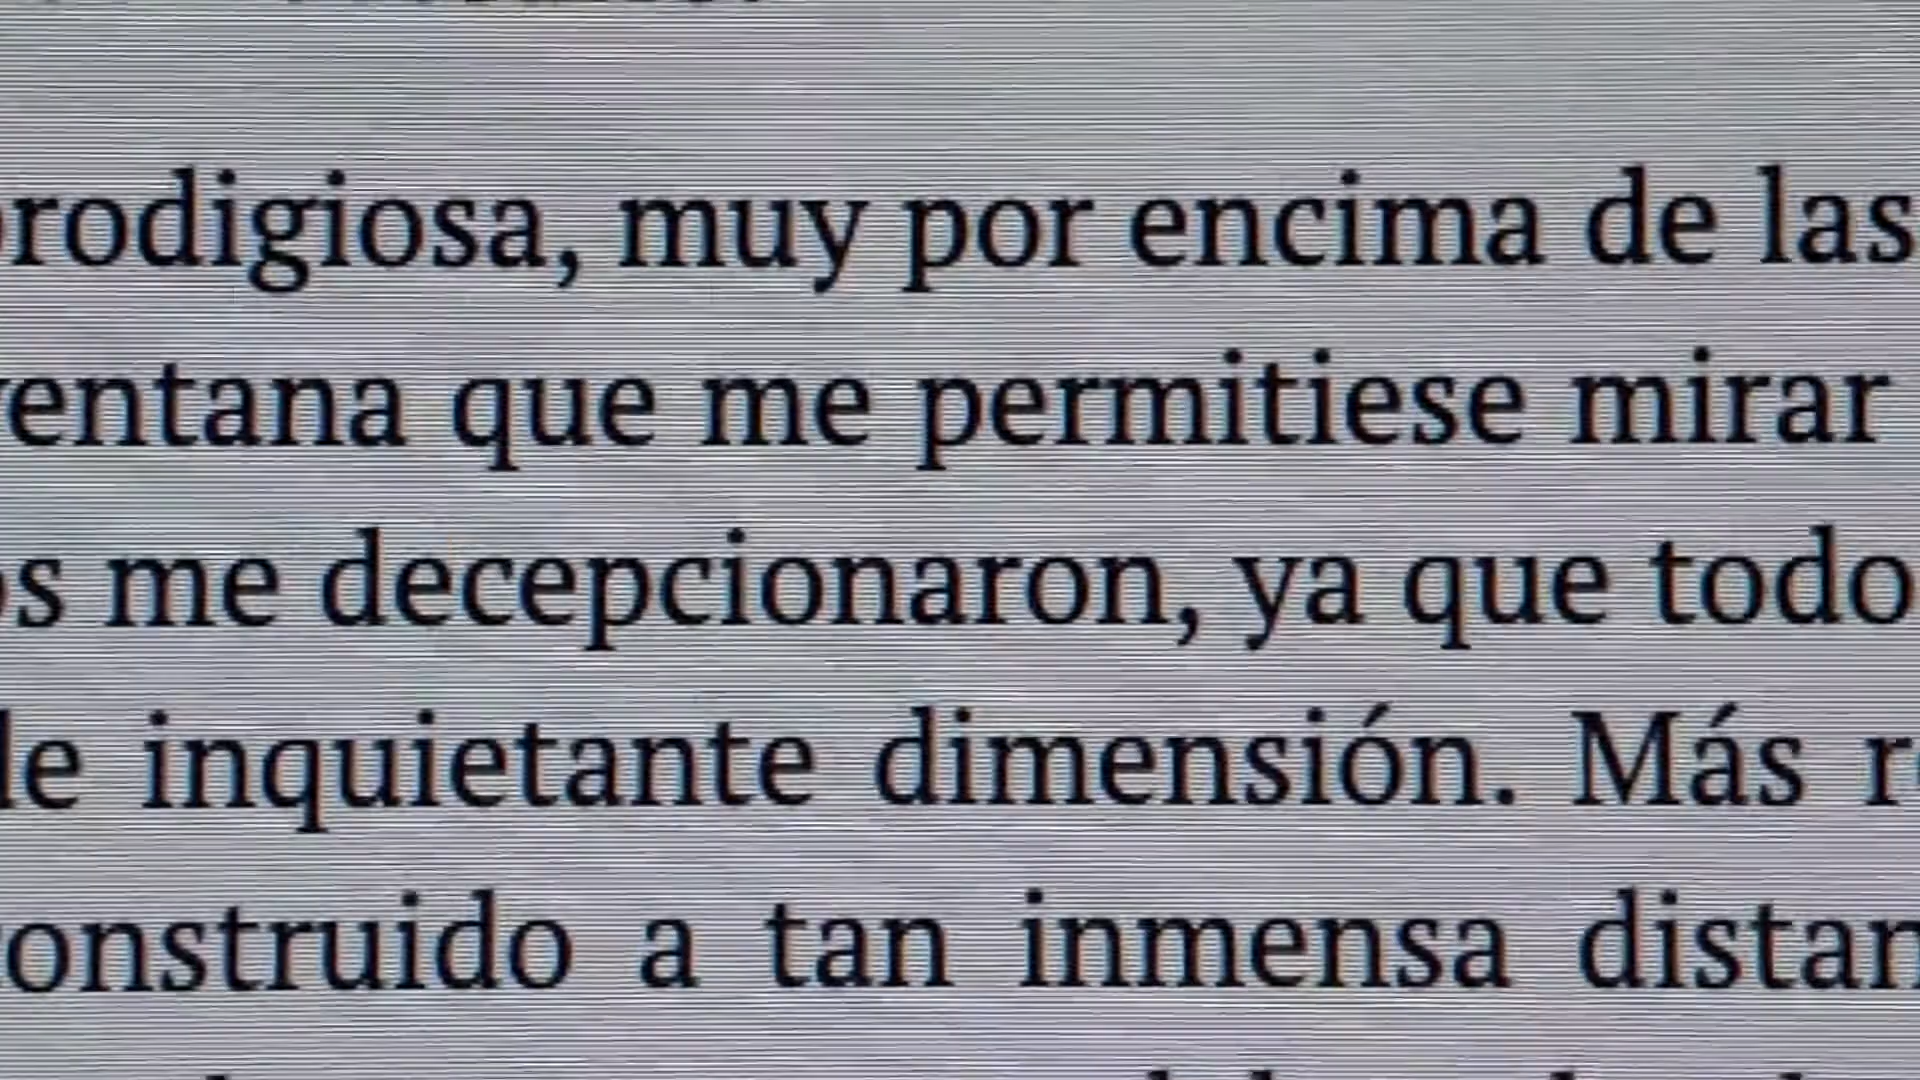 rodigiosa, muy por encima de las
entana que me permitiese mirar
s me decepcionaron, ya que todo
le inquietante dimensión. Más r
onstruido a tan inmensa distan